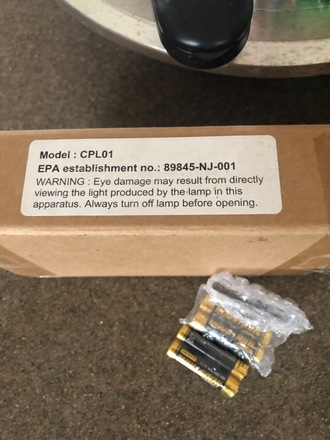 Model : CPL01
EPA establishment no.: 89845-NJ-001
WARNING : Eye damage may result from directly
viewing the light produced by the lamp in this
apparatus. Always turn off lamp before opening.